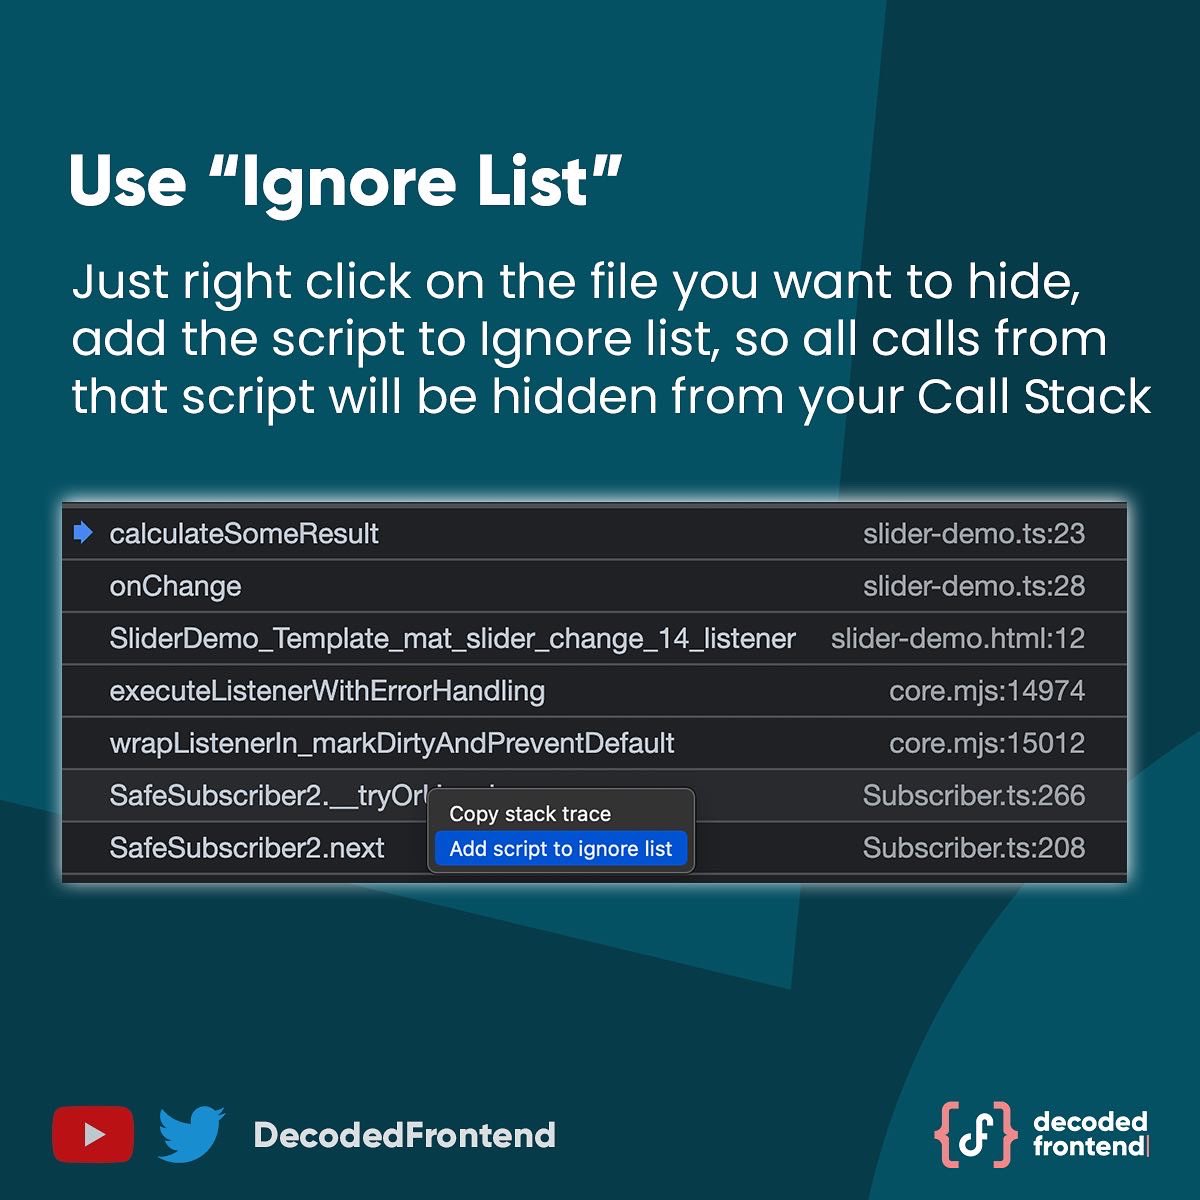 Use “Ignore List”
Just right click on the file you want to hide,
add the script to Ignore list, so all calls from
that script will be hidden from your Call Stack
calculateSomeResult slider-demo.ts:23
onChange slider-demo.ts:28
SliderDemo_Template_mat_slider_change_14_listener slider-demo.html:12
executeListenerWithErrorHandling core.mjs:14974
wrapListenerIn_markDirtyAndPreventDefault core.mjs:15012
Subscriber.ts:266
Copy stack trace
Add script to ignore list
SafeSubscriber2.next Subscriber.ts:208
DecodedFrontend
decoded
frontend